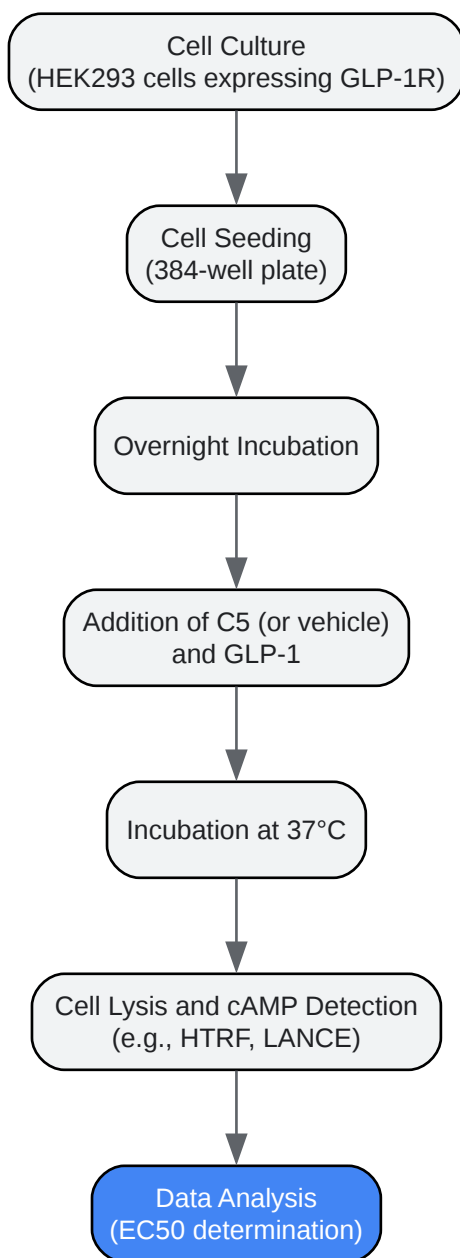 Cell Culture
(HEK293 cells expressing GLP-1R)
Cell Seeding
(384-well plate)
Overnight Incubation
Addition of C5 (or vehicle)
and GLP-1
Incubation at 37°C
Cell Lysis and cAMP Detection
(e.g., HTRF, LANCE)
Data Analysis
(EC50 determination)